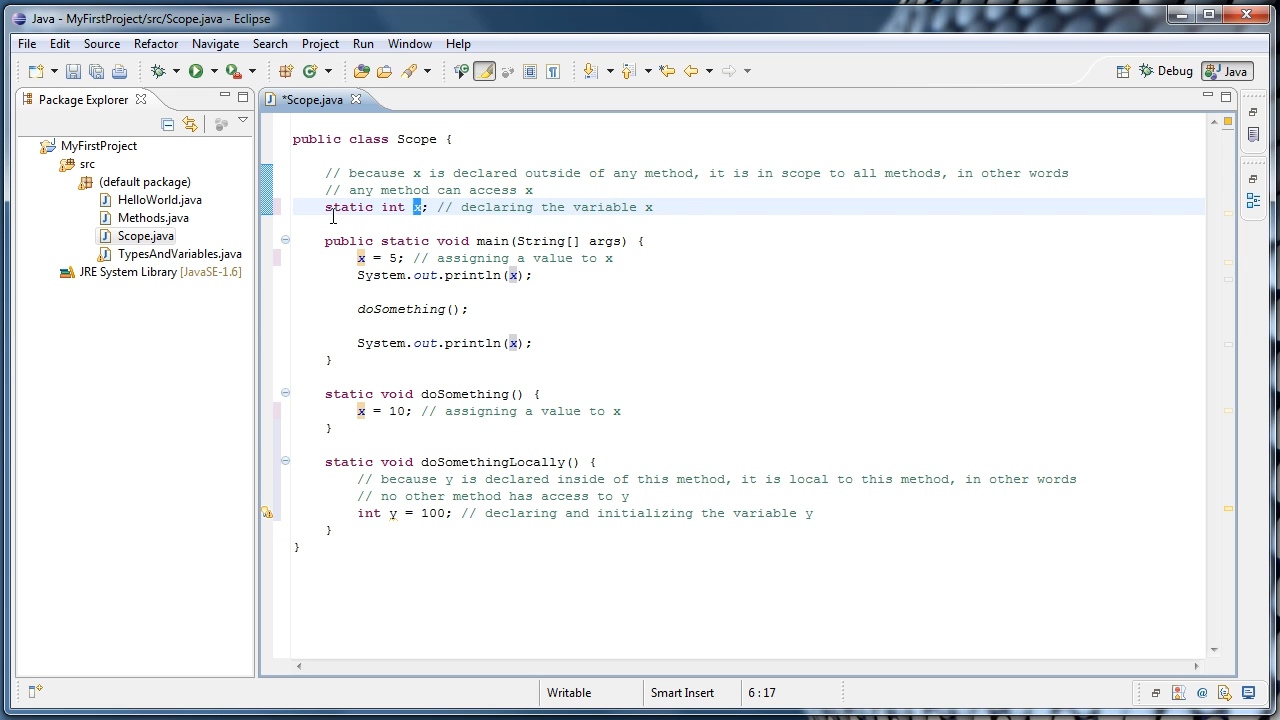 Java - MyFirstProject/src/Scope.java - Eclipse
File Edit Source Refactor Navigate Search Project Run Window Help
Debug Java
Package Explorer
*Scope.java
MyFirstProject
src
(default package)
HelloWorld.java
Methods.java
Scope.java
TypesAndVariables.java
JRE System Library [JavaSE-1.6]
public class Scope {
// because x is declared outside of any method, it is in scope to all methods, in other words
// any method can access x
static int x; // declaring the variable x
public static void main(String[] args) {
x = 5; // assigning a value to x
System.out.println(x);
doSomething();
System.out.println(x);
}
static void doSomething() {
x = 10; // assigning a value to x
}
static void doSomethingLocally() {
// because y is declared inside of this method, it is local to this method, in other words
// no other method has access to y
int y = 100; // declaring and initializing the variable y
}
}
Writable Smart Insert 6 : 17